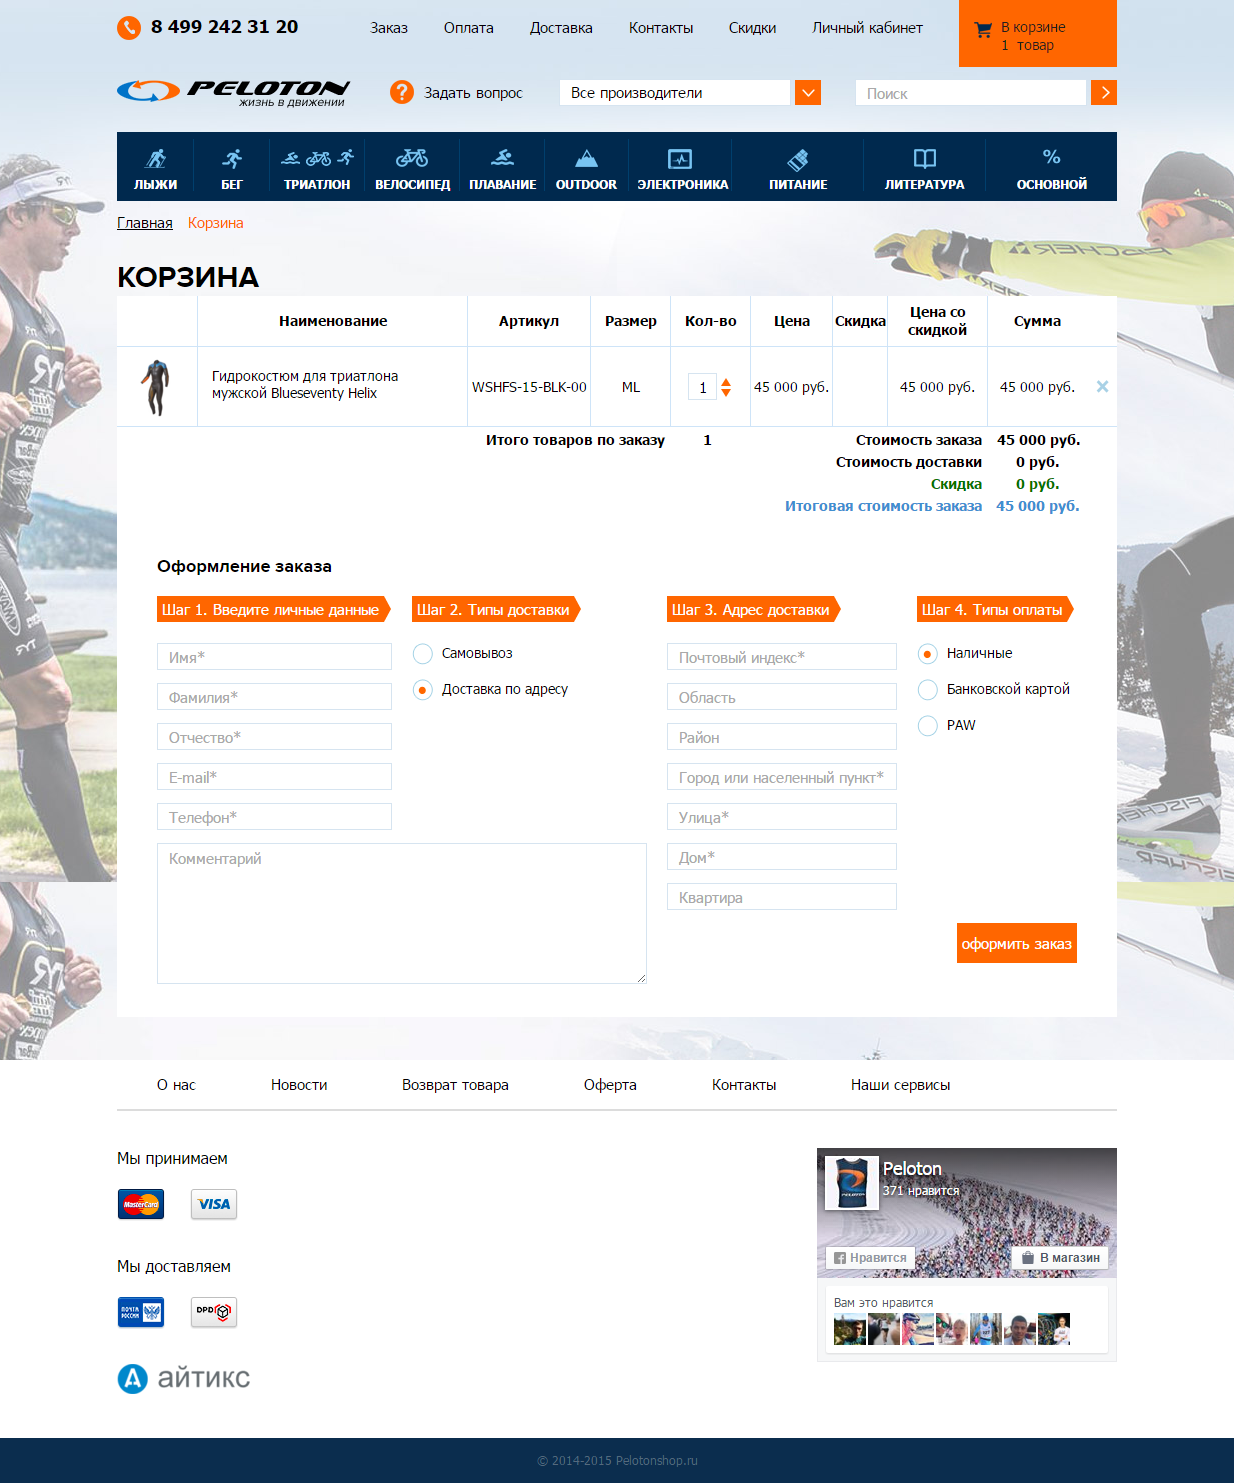 8 499 242 31 20
Заказ Оплата Доставка Контакты Скидки Личный кабинет
В корзине
1 товар
PELOTON
жизнь в движении
Задать вопрос
Все производители
Поиск
ЛЫЖИ БЕГ ТРИАТЛОН ВЕЛОСИПЕД ПЛАВАНИЕ OUTDOOR ЭЛЕКТРОНИКА ПИТАНИЕ ЛИТЕРАТУРА ОСНОВНОЙ
Главная Корзина
КОРЗИНА
Наименование Артикул Размер Кол-во Цена Скидка Цена со скидкой Сумма
Гидрокостюм для триатлона
мужской Blueseventy Helix
WSHFS-15-BLK-00 ML 1 45 000 руб. 45 000 руб. 45 000 руб.
Итого товаров по заказу 1 Стоимость заказа 45 000 руб.
Стоимость доставки 0 руб.
Скидка 0 руб.
Итоговая стоимость заказа 45 000 руб.
Оформление заказа
Шаг 1. Введите личные данные Шаг 2. Типы доставки Шаг 3. Адрес доставки Шаг 4. Типы оплаты
Имя* Самовывоз Почтовый индекс* Наличные
Фамилия* Доставка по адресу Область Банковской картой
Отчество* Район PAW
E-mail* Город или населенный пункт*
Телефон* Улица*
Комментарий Дом*
Квартира
оформить заказ
FISCHER
FISCHER
FISCHER
О нас Новости Возврат товара Оферта Контакты Наши сервисы
Мы принимаем
MasterCard VISA
Мы доставляем
ПОЧТА
РОССИИ
DPD
айтикс
Peloton
371 нравится
PELOTON
Нравится В магазин
Вам это нравится
© 2014-2015 Pelotonshop.ru